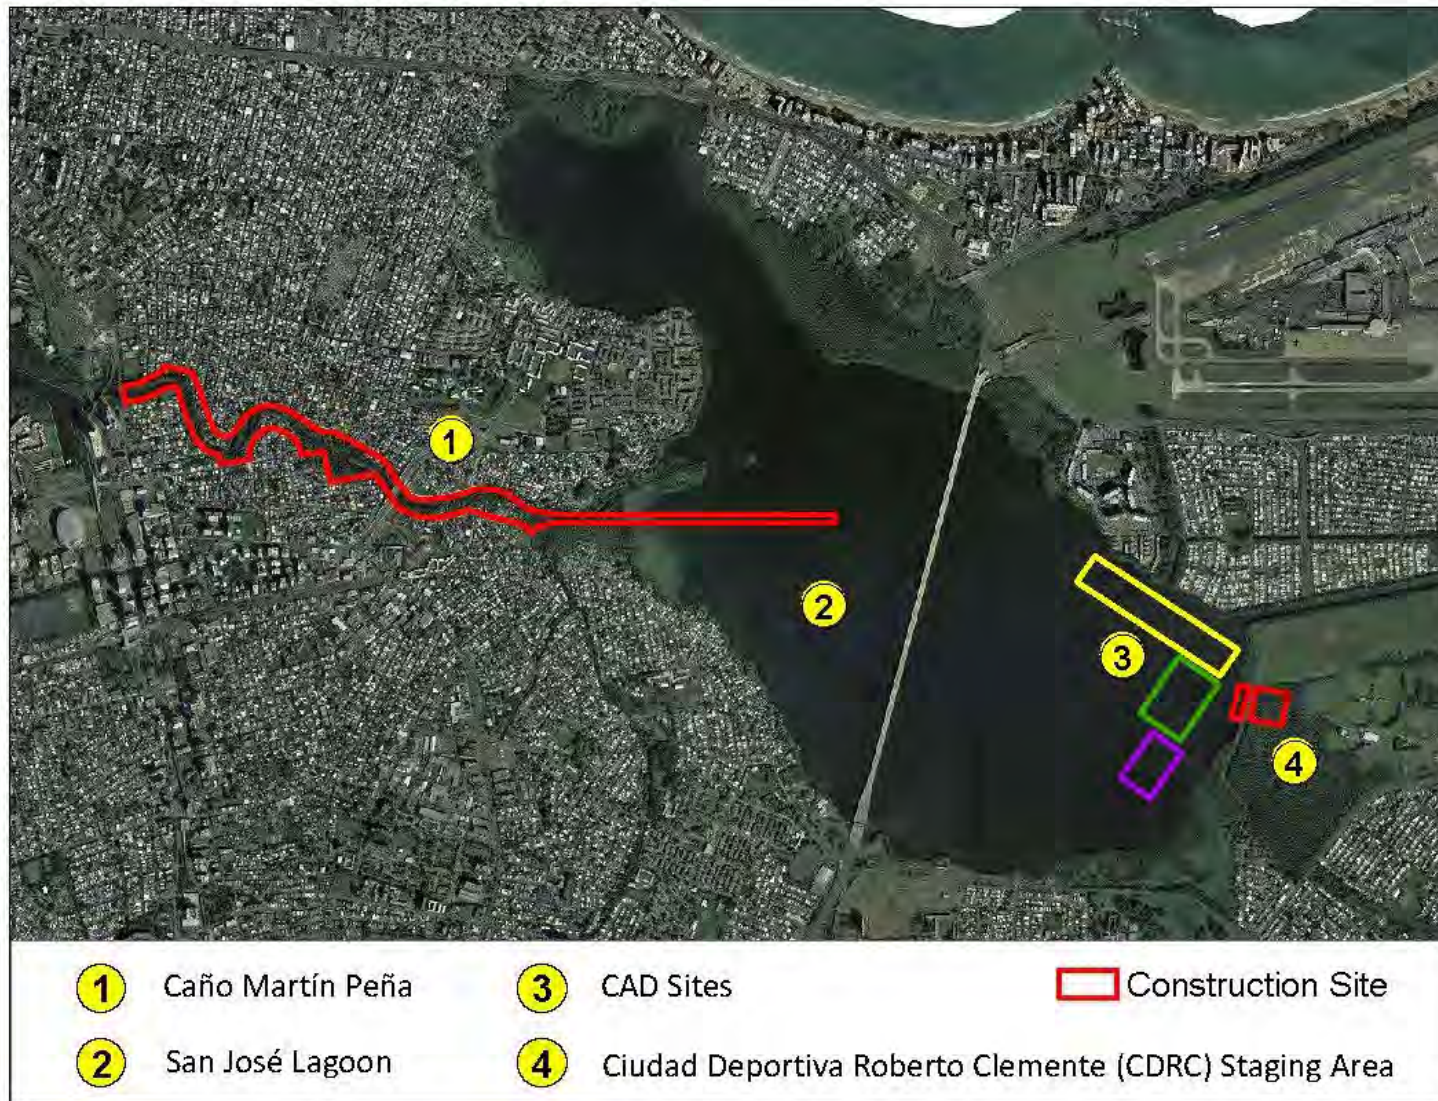 1
2
3
4
1 Caño Martín Peña
3 CAD Sites
Construction Site
2 San José Lagoon
4 Ciudad Deportiva Roberto Clemente (CDRC) Staging Area